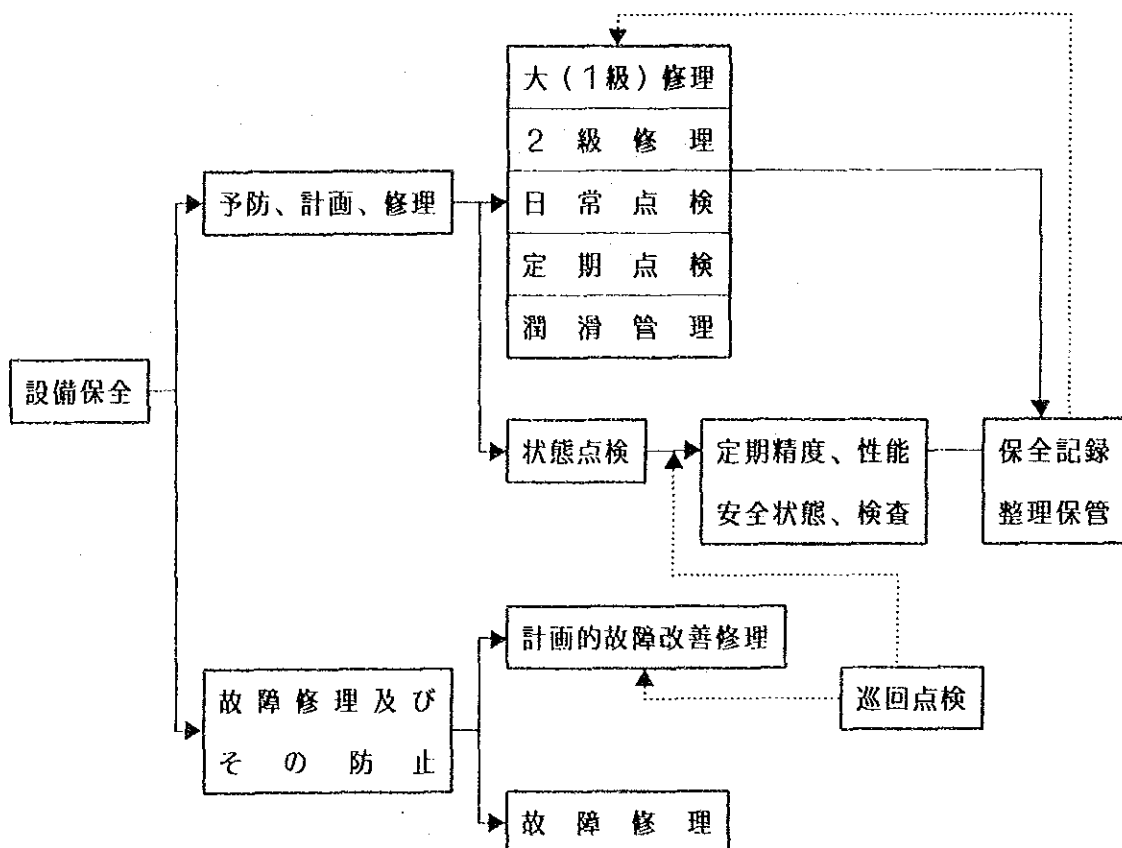 大(1級)修理
2級修理
予防、計画、修理
日常点検
定期点検
潤滑管理
設備保全
状態点検
定期精度、性能
安全状態、検査
保全記録
整理保管
計画的故障改善修理
巡回点検
故障修理及び
その防止
故障修理